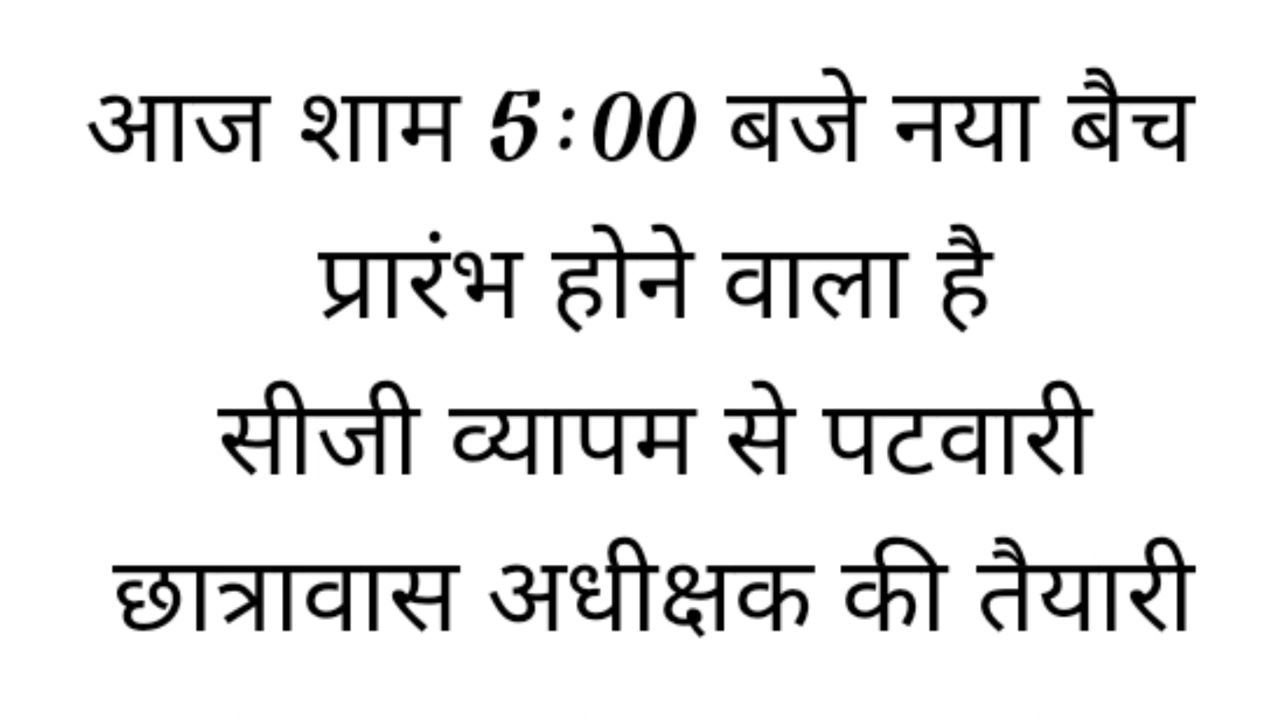 आज शाम 5:00 बजे नया बैच
प्रारंभ होने वाला है
सीजी व्यापम से पटवारी
छात्रावास अधीक्षक की तैयारी